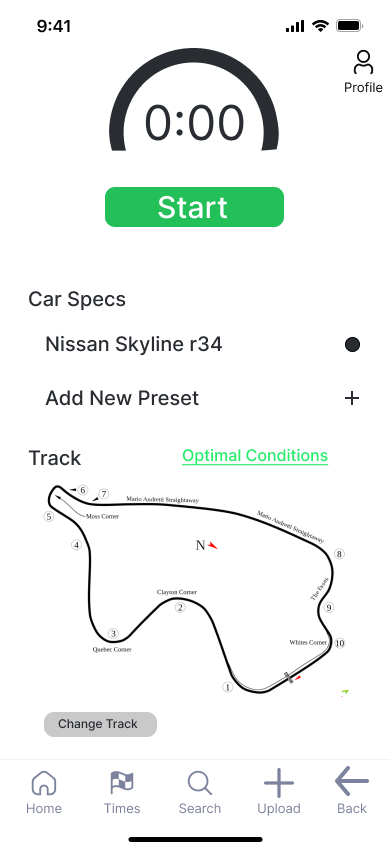 9:41
Profile
0:00
Start
Car Specs
Nissan Skyline r34
Add New Preset
Track
Optimal Conditions
6
7
Mario Andretti Straightaway
Mario Andretti Straightaway
5
Moss Corner
4
N
8
The Esses
Clayton Corner
2
9
3
Quebec Corner
Whites Corner
10
1
Change Track
Home
Times
Search
Upload
Back